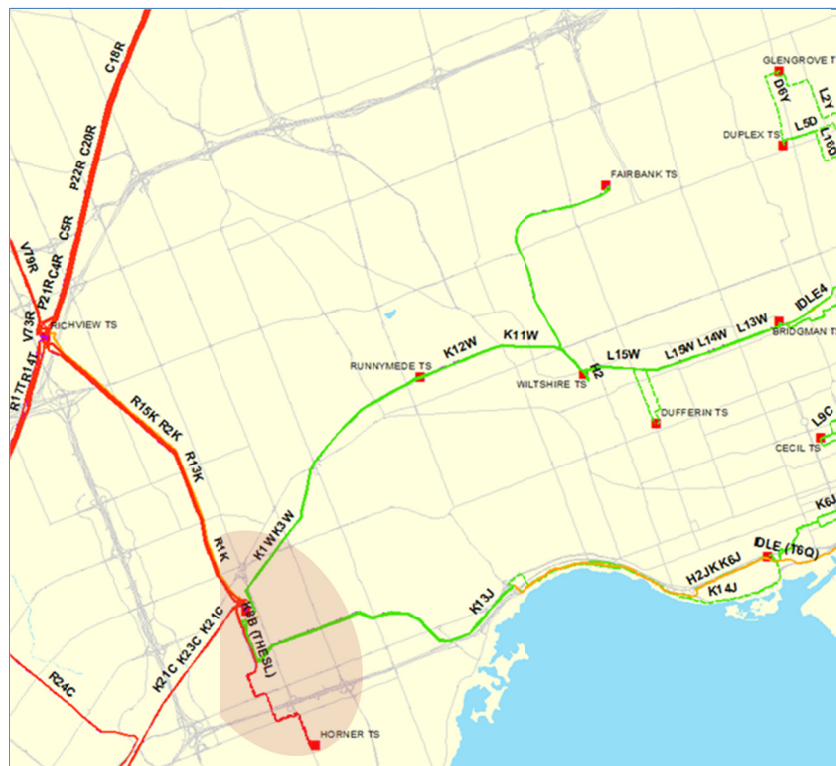 C18R
GLENGROVE T
D6Y
L2Y
C20R
L5D
DUPLEX TS
L16D
P22R
FAIRBANK TS
C5R
V79R
C4R
P21R
IDLE4
RICHVIEW TS
V73R
L13W
BRIDGMAN TS
K11W
L14W
K12W
L15W
L15W
RUNNYMEDE TS
H2
WILTSHIRE TS
R14T
R17T
R15K
R2K
DUFFERIN TS
L9C
CECIL TS
R13K
K6J
K1W
K3W
R1K
IDLE (T6Q)
H2JK
K6J
K13J
K14J
K9B (THESL)
K21C
K23C
K21C
R24C
HORNER TS